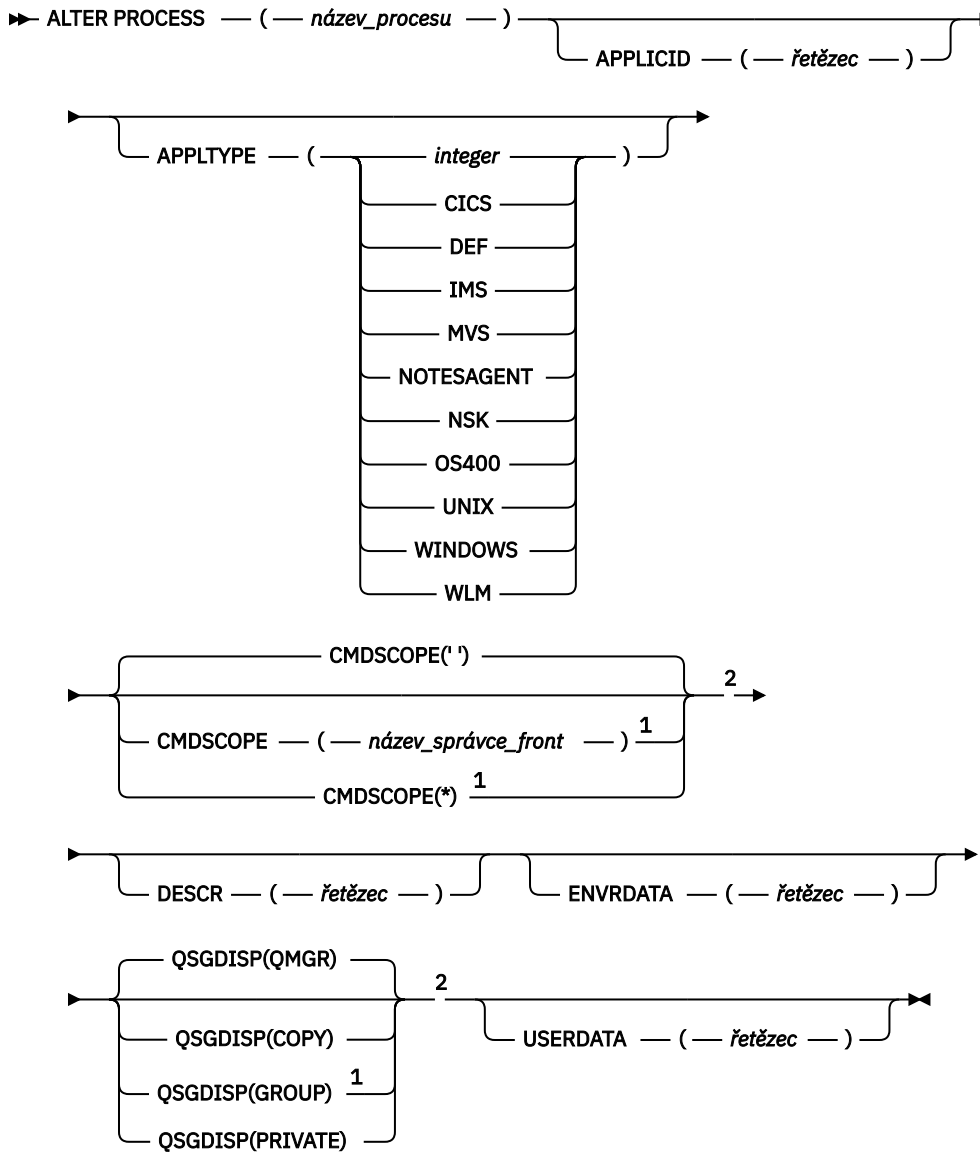 ALTER PROCESS ( název_procesu )
APPLICID ( řetězec )
APPLTYPE ( integer )
CICS
DEF
IMS
MVS
NOTESAGENT
NSK
OS400
UNIX
WINDOWS
WLM
CMDSCOPE(' ')
2
CMDSCOPE ( název_správce_front ) 1
CMDSCOPE(*) 1
DESCR ( řetězec ) ENVRDATA ( řetězec )
QSGDISP(QMGR)
2
QSGDISP(COPY) USERDATA ( řetězec )
QSGDISP(GROUP) 1
QSGDISP(PRIVATE)